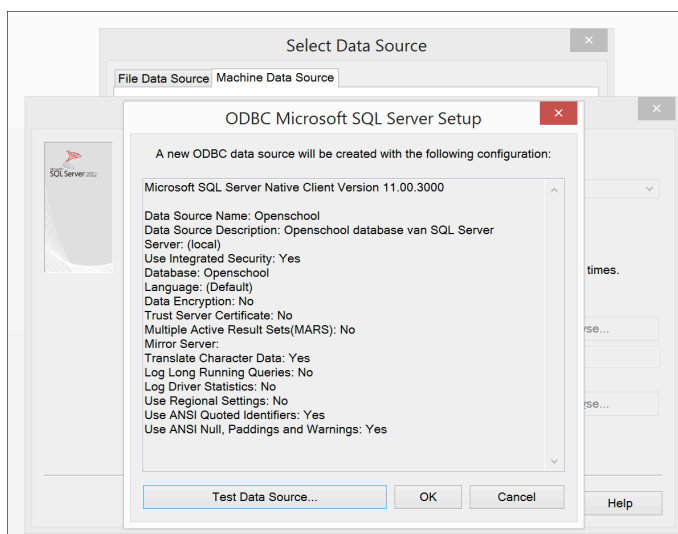 Select Data Source
File Data Source Machine Data Source
ODBC Microsoft SQL Server Setup
A new ODBC data source will be created with the following configuration:
SQL Server 2012
Microsoft SQL Server Native Client Version 11.00.3000
Data Source Name: Openschool
Data Source Description: Openschool database van SQL Server
Server: (local)
Use Integrated Security: Yes
Database: Openschool
Language: (Default)
Data Encryption: No
Trust Server Certificate: No
Multiple Active Result Sets(MARS): No
Mirror Server:
Translate Character Data: Yes
Log Long Running Queries: No
Log Driver Statistics: No
Use Regional Settings: No
Use ANSI Quoted Identifiers: Yes
Use ANSI Null, Paddings and Warnings: Yes
times.
Test Data Source...
OK
Cancel
Help